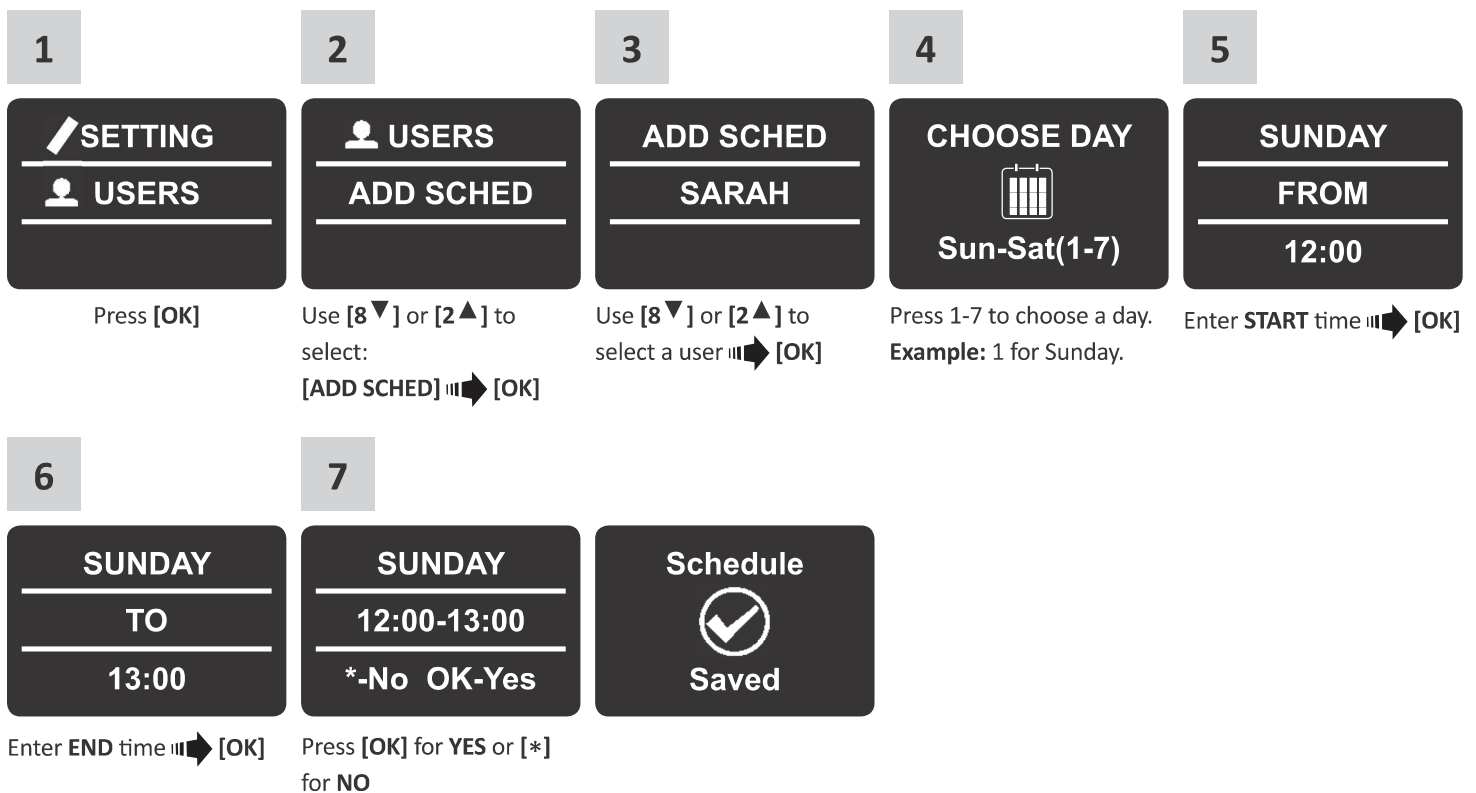 1
SETTING
USERS
Press [OK]
2
USERS
ADD SCHED
Use [8▼] or [2▲] to
select:
[ADD SCHED] [OK]
3
ADD SCHED
SARAH
Use [8▼] or [2▲] to
select a user [OK]
4
CHOOSE DAY
Sun-Sat(1-7)
Press 1-7 to choose a day.
Example: 1 for Sunday.
5
SUNDAY
FROM
12:00
Enter START time [OK]
6
SUNDAY
TO
13:00
Enter END time [OK]
7
SUNDAY
12:00-13:00
*-No OK-Yes
Press [OK] for YES or [*]
for NO
Schedule
Saved